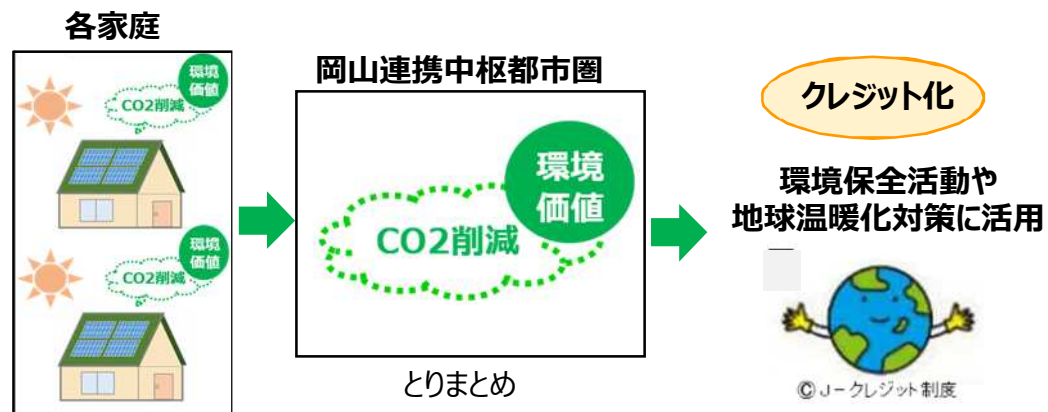 各家庭
環境
価値
CO2削減
環境
価値
CO2削減
岡山連携中枢都市圏
環境
価値
CO2削減
とりまとめ
クレジット化
環境保全活動や
地球温暖化対策に活用
©J－クレジット制度